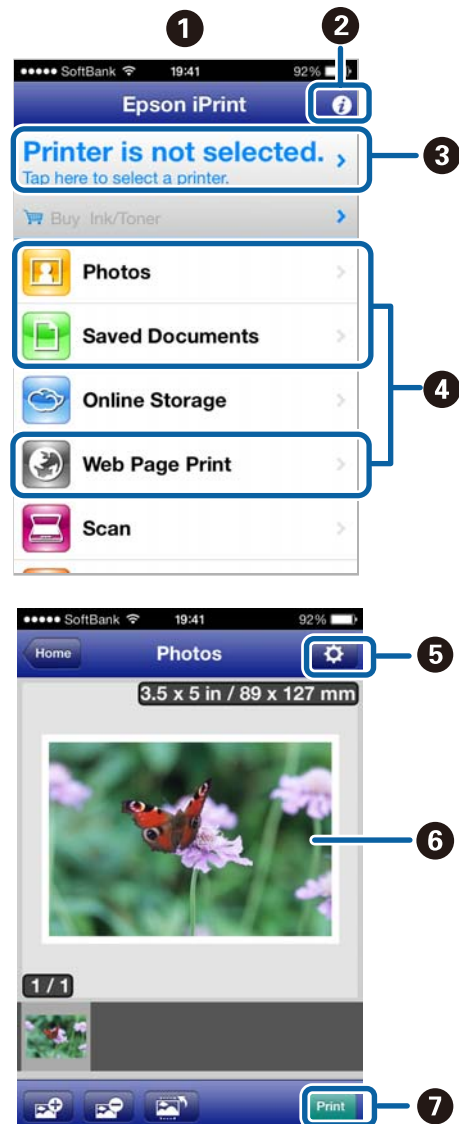 1
2
SoftBank 19:41 92%
Epson iPrint
Printer is not selected.
3
Tap here to select a printer.
Buy Ink/Toner
Photos
Saved Documents
4
Online Storage
Web Page Print
Scan
SoftBank 19:41 92%
Home Photos
5
3.5 x 5 in / 89 x 127 mm
6
1 / 1
Print
7